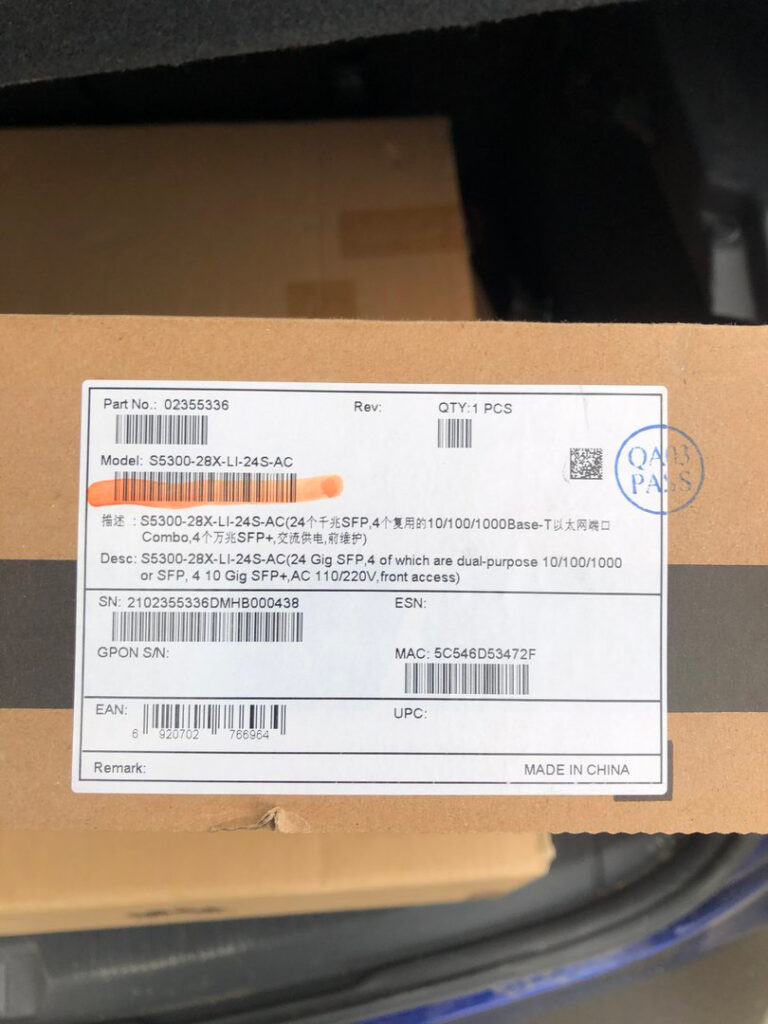 Part No.: 02355336 Rev: QTY:1 PCS
Model: S5300-28X-LI-24S-AC
QA03
PASS
描述 : S5300-28X-LI-24S-AC(24个千兆SFP,4个复用的10/100/1000Base-T以太网端口
Combo,4个万兆SFP+,交流供电,前维护)
Desc: S5300-28X-LI-24S-AC(24 Gig SFP,4 of which are dual-purpose 10/100/1000
or SFP, 4 10 Gig SFP+,AC 110/220V,front access)
SN: 2102355336DMHB000438 ESN:
GPON S/N: MAC: 5C546D53472F
EAN: UPC:
6 920702 766964
Remark: MADE IN CHINA